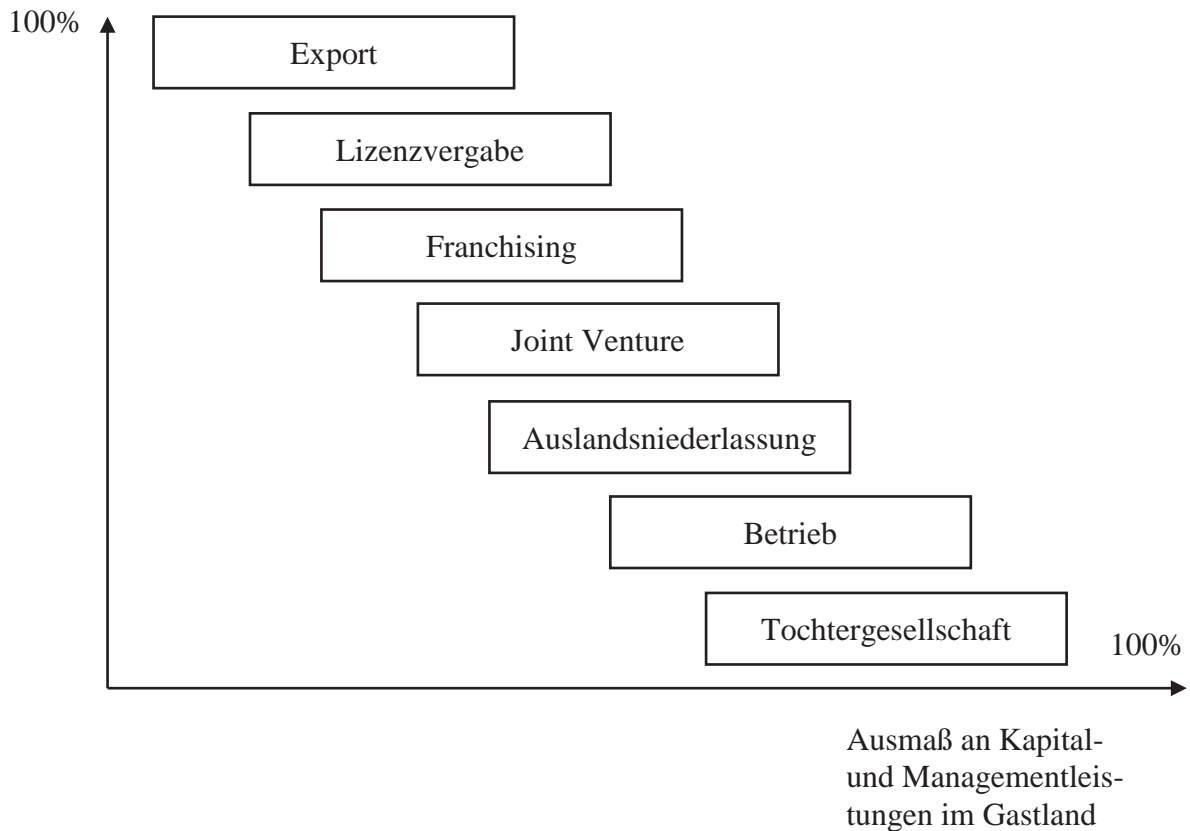 100%
Export
Lizenzvergabe
Franchising
Joint Venture
Auslandsniederlassung
Betrieb
Tochtergesellschaft
100%
Ausmaß an Kapital-
und Managementleis-
tungen im Gastland